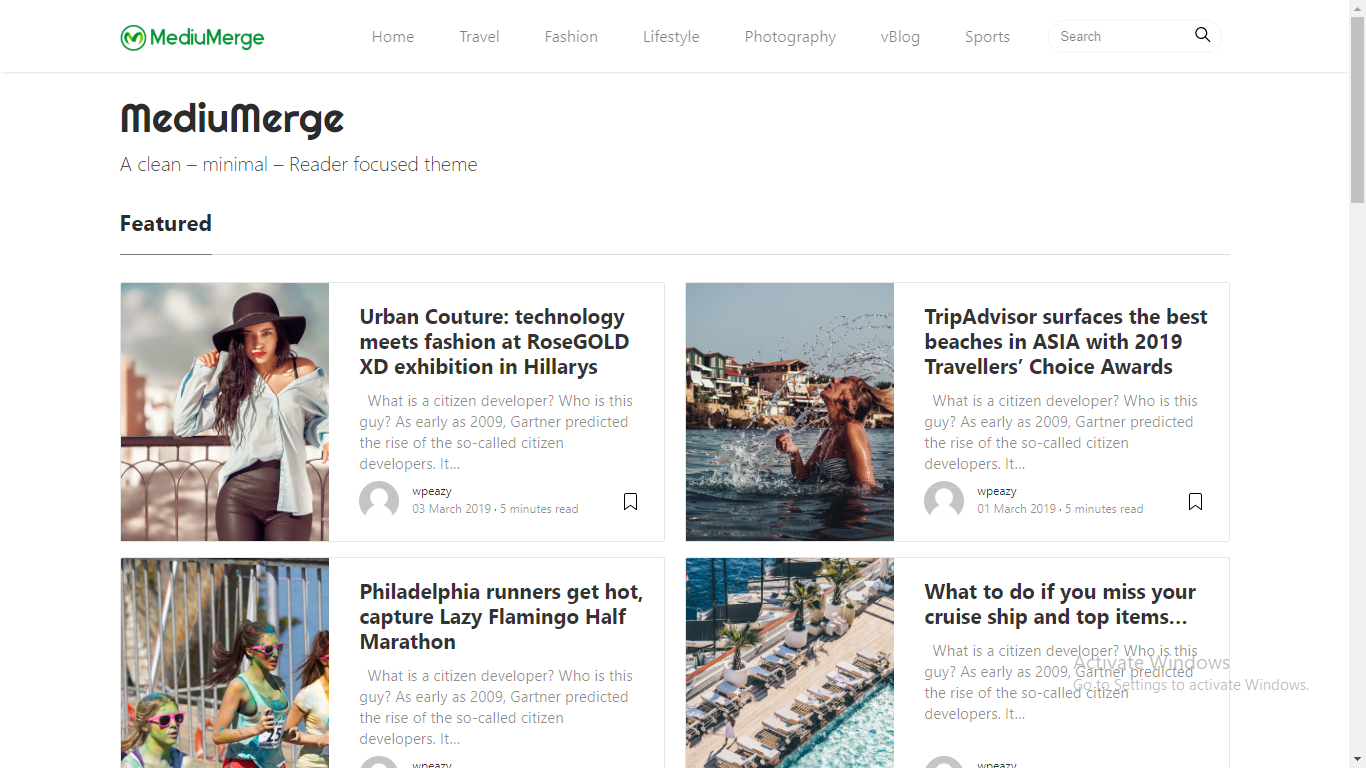 MediuMerge
Home Travel Fashion Lifestyle Photography vBlog Sports Search
MediuMerge
A clean – minimal – Reader focused theme
Featured
Urban Couture: technology
meets fashion at RoseGOLD
XD exhibition in Hillarys
What is a citizen developer? Who is this
guy? As early as 2009, Gartner predicted
the rise of the so-called citizen
developers. It…
wpeazy
03 March 2019 · 5 minutes read
TripAdvisor surfaces the best
beaches in ASIA with 2019
Travellers’ Choice Awards
What is a citizen developer? Who is this
guy? As early as 2009, Gartner predicted
the rise of the so-called citizen
developers. It…
wpeazy
01 March 2019 · 5 minutes read
Philadelphia runners get hot,
capture Lazy Flamingo Half
Marathon
What is a citizen developer? Who is this
guy? As early as 2009, Gartner predicted
the rise of the so-called citizen
developers. It…
wpeazy
What to do if you miss your
cruise ship and top items…
What is a citizen developer? Who is this
guy? As early as 2009, Gartner predicted
the rise of the so-called citizen
developers. It…
wpeazy
Activate Windows
Go to Settings to activate Windows.